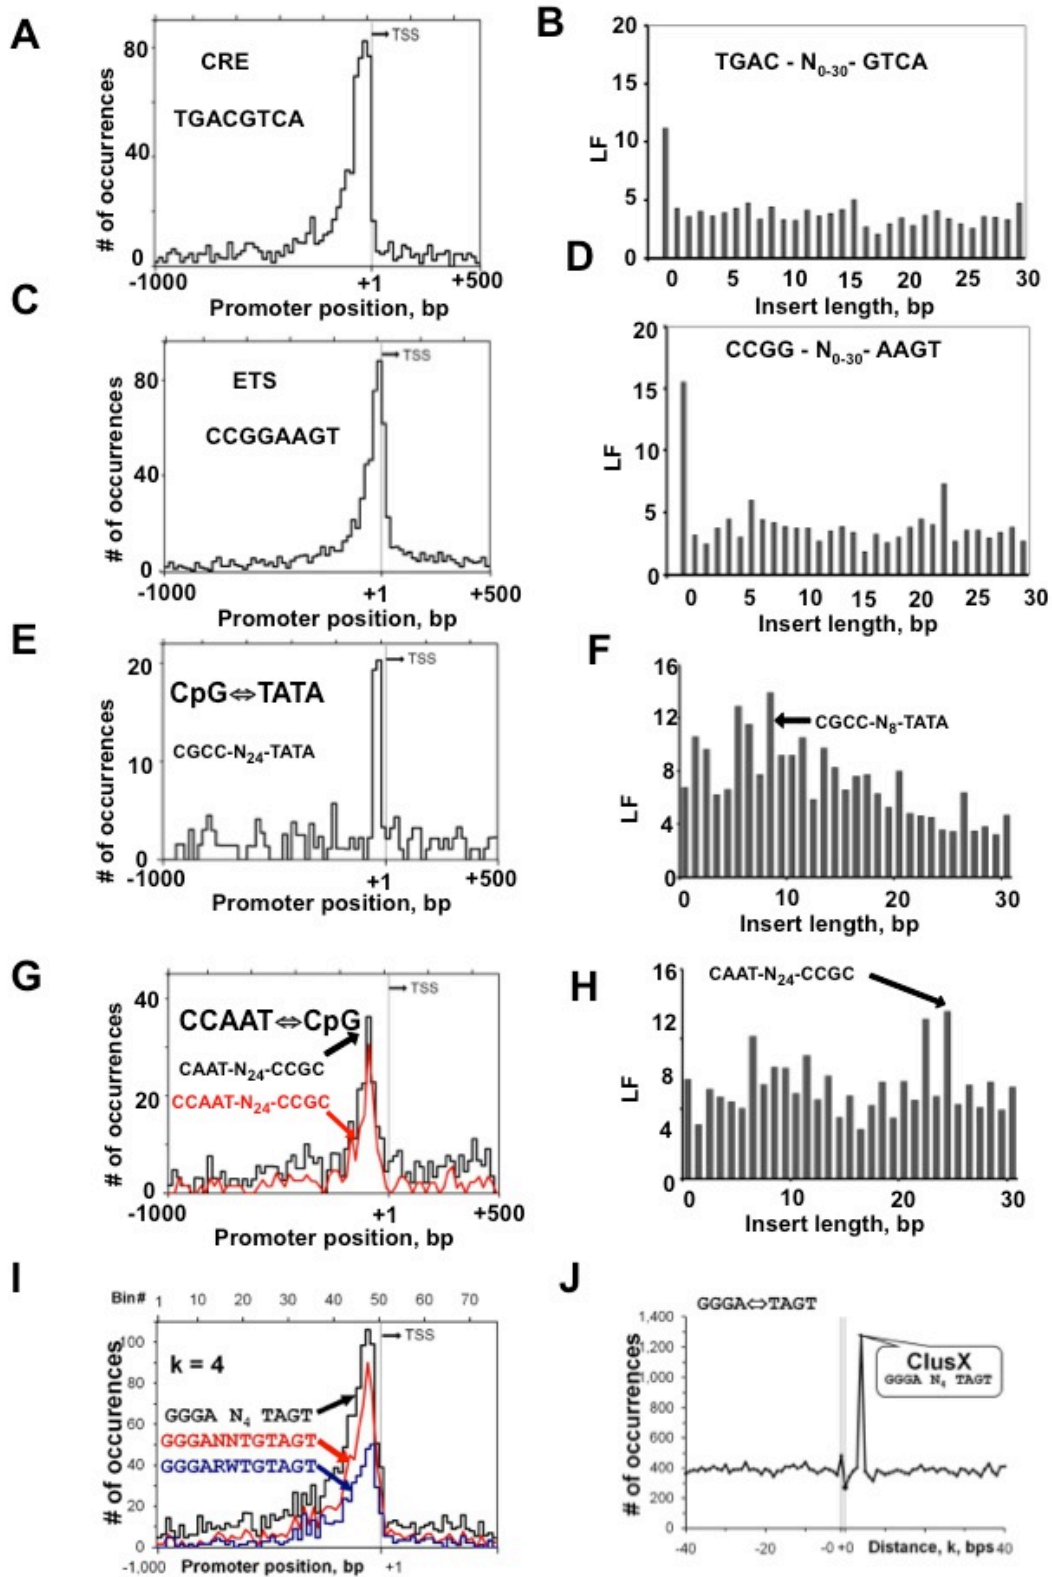 A
80
40
0
# of occurrences
CRE
TGACGTCA
TSS
-1000
+1
+500
Promoter position, bp
B
20
15
10
5
0
LF
TGAC - N0-30- GTCA
0 5 10 15 20 25 30
Insert length, bp
C
80
40
0
# of occurrences
ETS
CCGGAAGT
TSS
-1000
+1
+500
Promoter position, bp
D
20
15
10
5
0
LF
CCGG - N0-30- AAGT
0 5 10 15 20 25 30
Insert length, bp
E
20
10
0
# of occurrences
CpG⇔TATA
CGCC-N24-TATA
TSS
-1000
+1
+500
Promoter position, bp
F
16
12
8
4
0
LF
CGCC-N8-TATA
0 10 20 30
Insert length, bp
G
40
20
0
# of occurrences
CCAAT⇔CpG
CAAT-N24-CCGC
CCAAT-N24-CCGC
TSS
-1000
+1
+500
Promoter position, bp
H
16
12
8
4
0
LF
CAAT-N24-CCGC
0 10 20 30
Insert length, bp
I
Bin# 1 10 20 30 40 50 60 70
100
80
60
40
20
0
# of occurrences
k = 4
TSS
GGGA N4 TAGT
GGGANNTGTAGT
GGGARWTGTAGT
-1,000 Promoter position, bp +1
J
GGGA⇔TAGT
1,400
1,200
1,000
800
600
400
200
0
# of occurrences
ClusX
GGGA N4 TAGT
-40 -20 -0 +0 Distance, k, bps 40